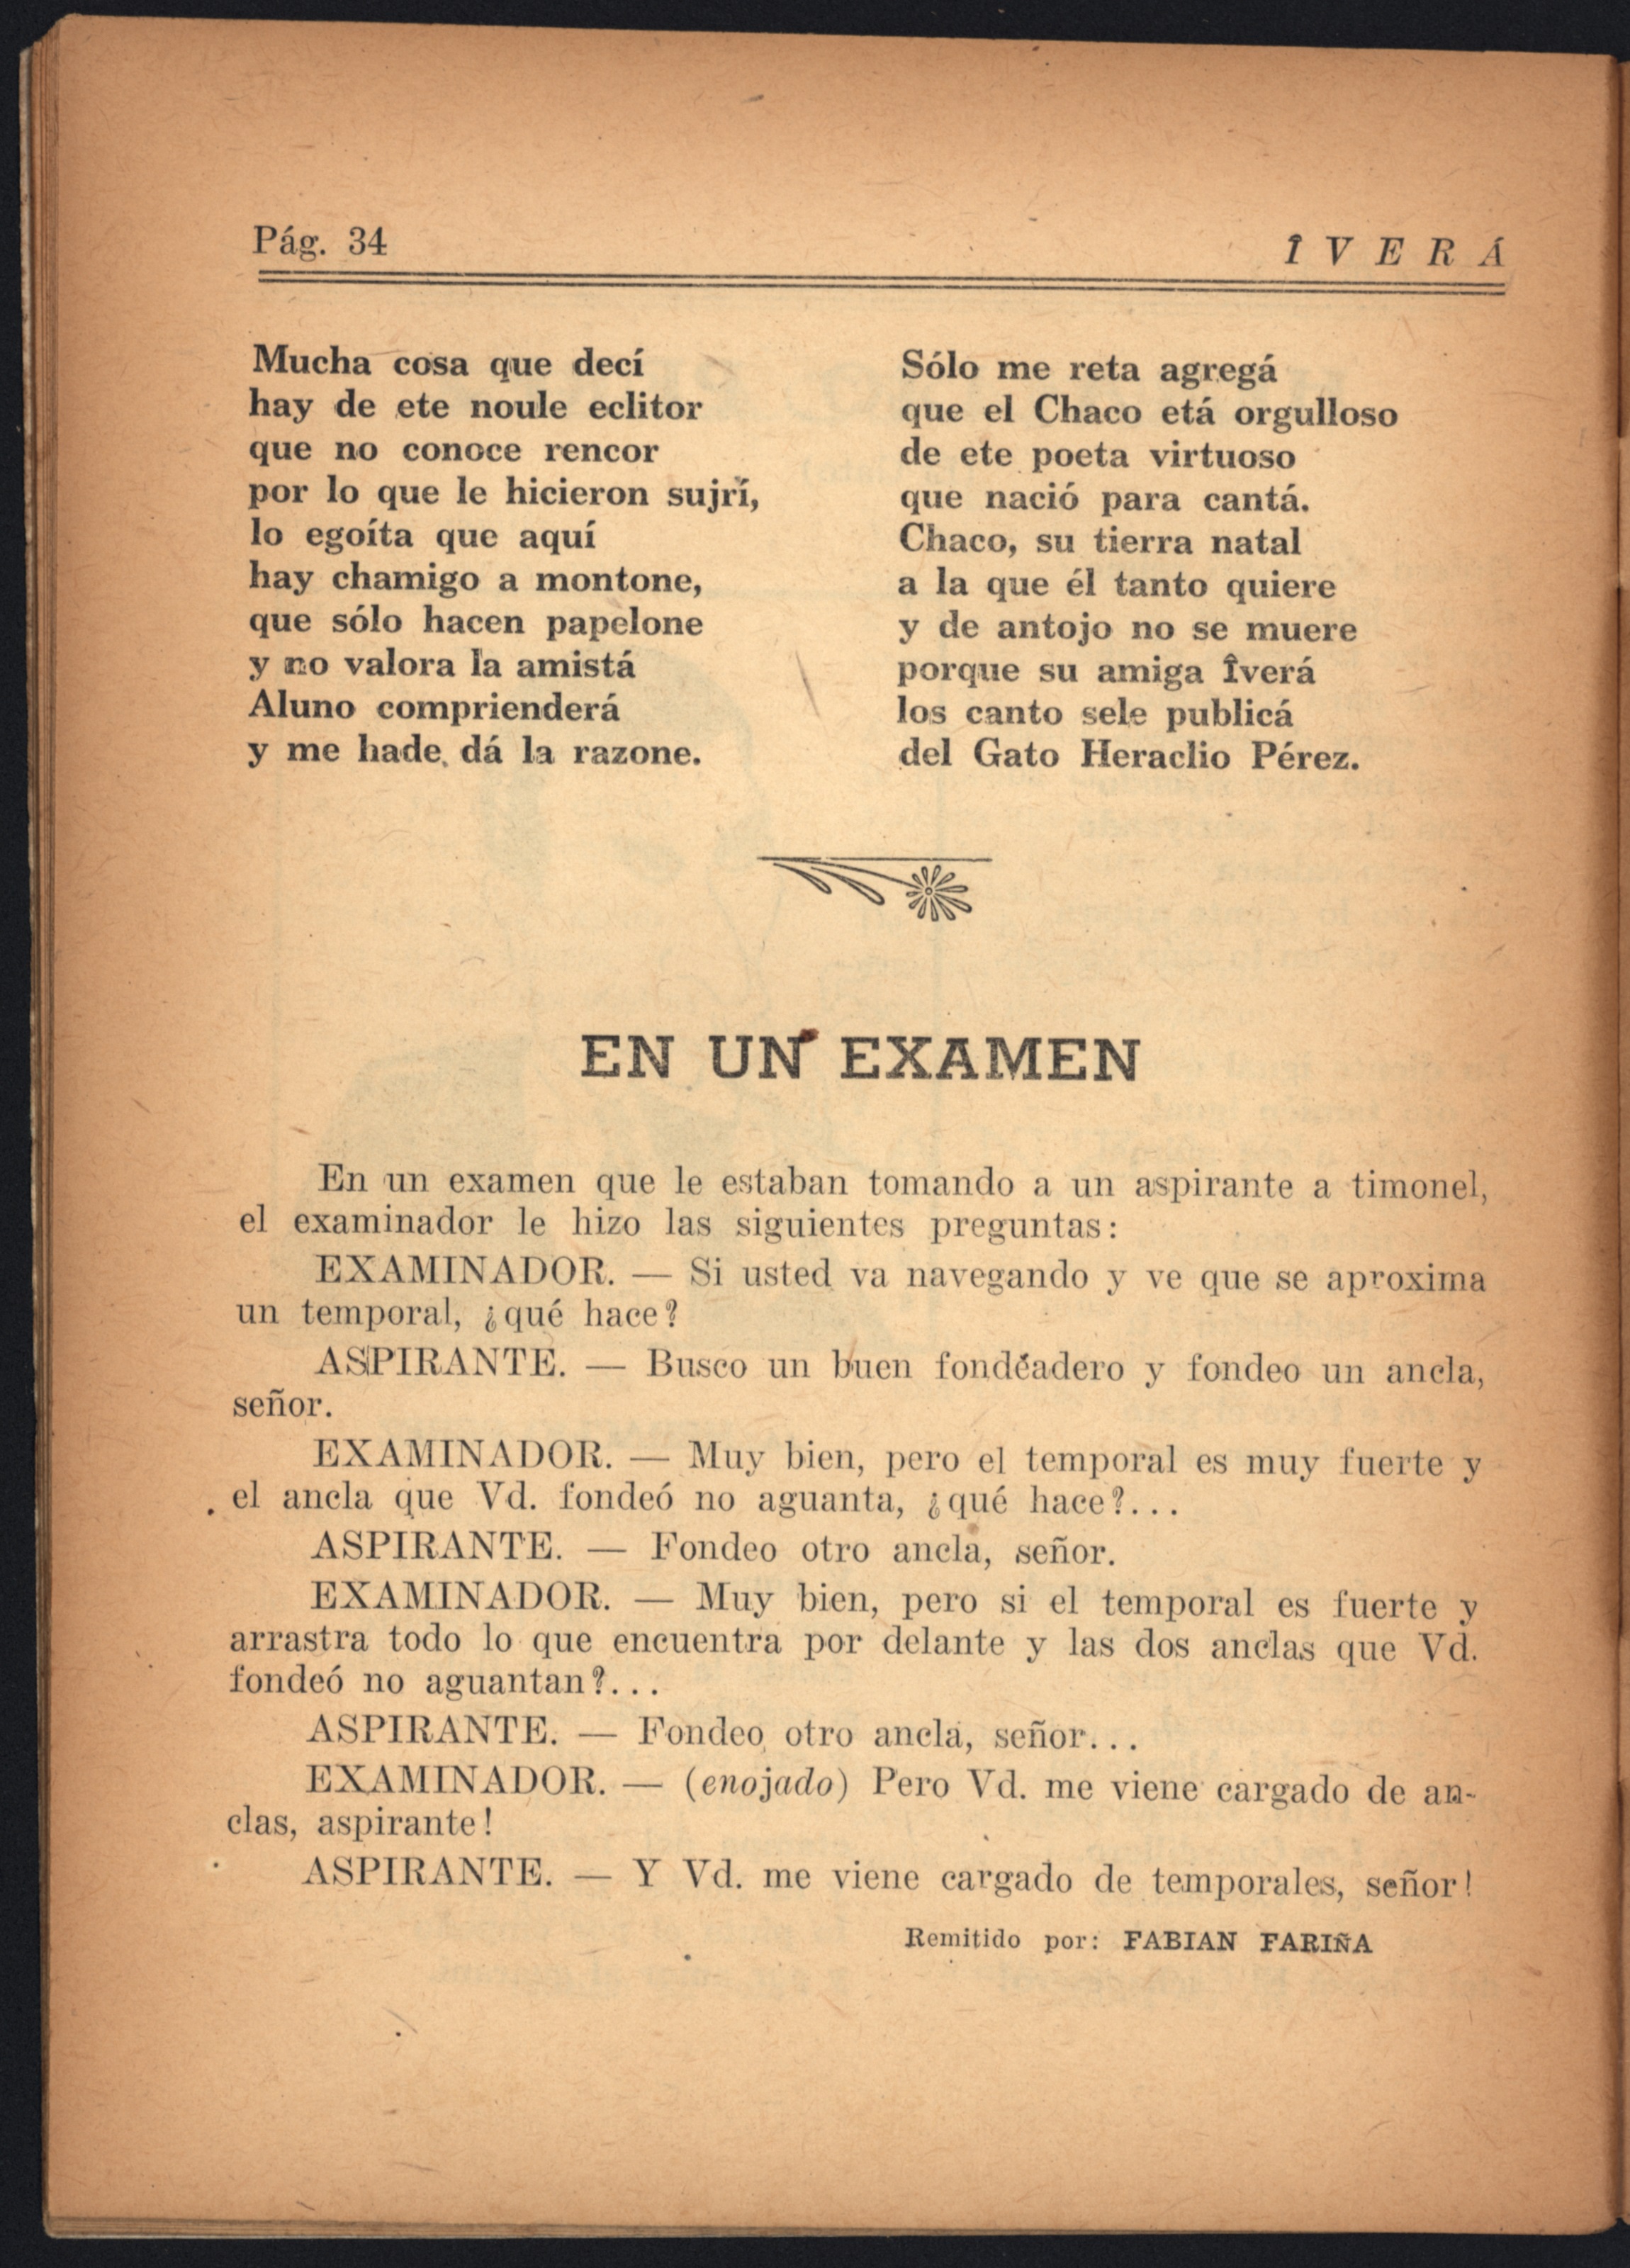 Pág. 34
Î V E R Á
Mucha cosa que decí
hay de ete noule eclitor
que no conoce rencor
por lo que le hicieron sujrí,
lo egoíta que aquí
hay chamigo a montone,
que sólo hacen papelone
y no valora la amistá
Aluno comprienderá
y me hade dá la razone.
Sólo me reta agregá
que el Chaco etá orgulloso
de ete poeta virtuoso
que nació para cantá.
Chaco, su tierra natal
a la que él tanto quiere
y de antojo no se muere
porque su amiga Îverá
los canto sele publicá
del Gato Heraclio Pérez.
EN UN EXAMEN
En un examen que le estaban tomando a un aspirante a timonel,
el examinador le hizo las siguientes preguntas:
EXAMINADOR. — Si usted va navegando y ve que se aproxima
un temporal, ¿qué hace?
ASPIRANTE. — Busco un buen fondeadero y fondeo un ancla,
señor.
EXAMINADOR. — Muy bien, pero el temporal es muy fuerte y
el ancla que Vd. fondeó no aguanta, ¿qué hace?...
ASPIRANTE. — Fondeo otro ancla, señor.
EXAMINADOR. — Muy bien, pero si el temporal es fuerte y
arrastra todo lo que encuentra por delante y las dos anclas que Vd.
fondeó no aguantan?...
ASPIRANTE. — Fondeo otro ancla, señor...
EXAMINADOR. — (enojado) Pero Vd. me viene cargado de an-
clas, aspirante!
ASPIRANTE. — Y Vd. me viene cargado de temporales, señor!
Remitido por: FABIAN FARIÑA